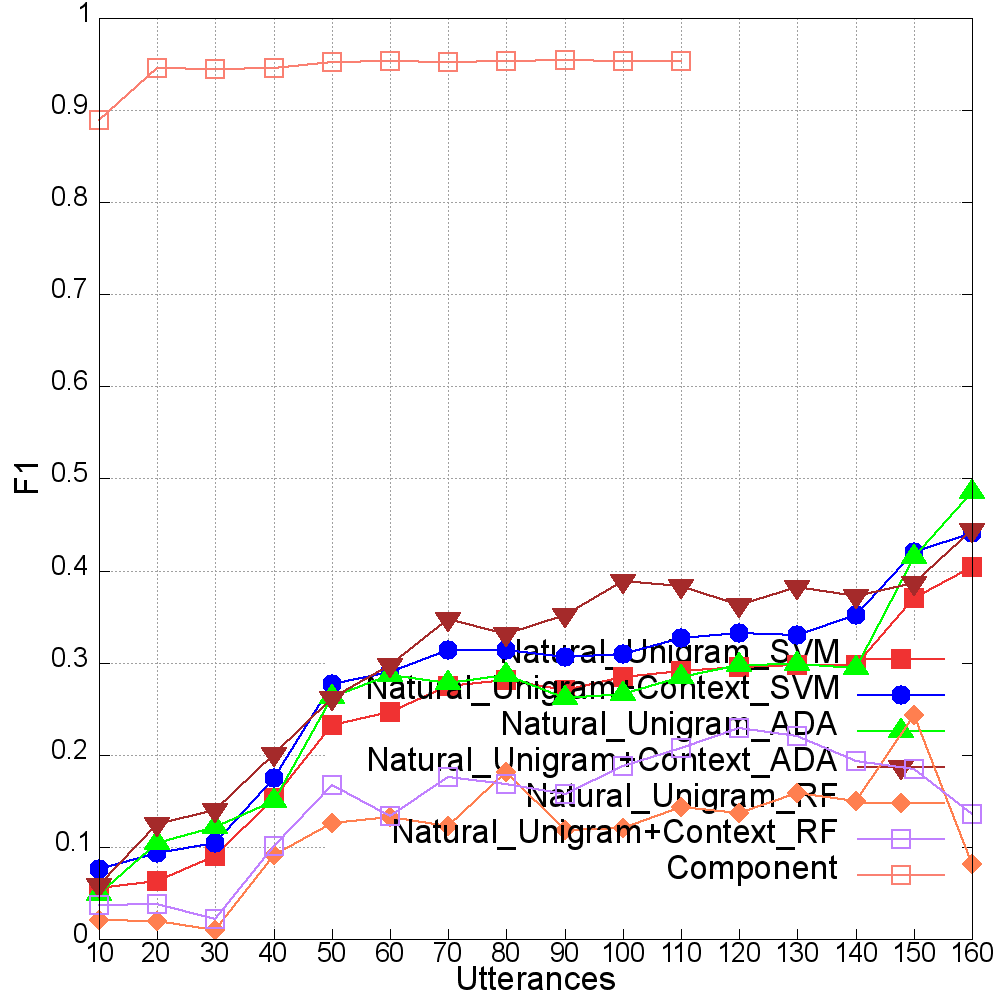 1
0.9
0.8
0.7
0.6
0.5
0.4
0.3
0.2
0.1
0
F1
Natural_Unigram_SVM
Natural_Unigram+Context_SVM
Natural_Unigram_ADA
Natural_Unigram+Context_ADA
Natural_Unigram_RF
Natural_Unigram+Context_RF
Component
10 20 30 40 50 60 70 80 90 100 110 120 130 140 150 160
Utterances